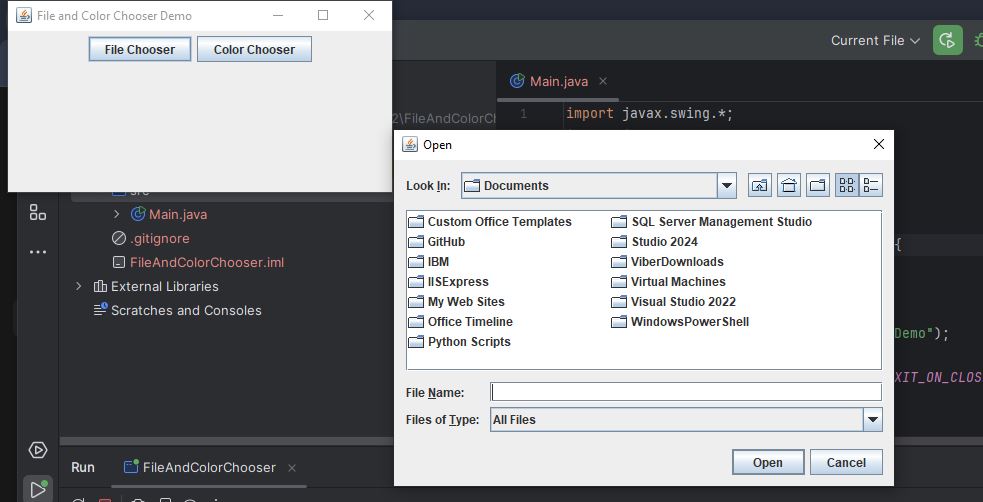 File and Color Chooser Demo
File Chooser
Color Chooser
Current File
Main.java
2\FileAndColorCh
1
import javax.swing.*;
Open
Look In:
Documents
Custom Office Templates
GitHub
IBM
IISExpress
My Web Sites
Office Timeline
Python Scripts
SQL Server Management Studio
Studio 2024
ViberDownloads
Virtual Machines
Visual Studio 2022
WindowsPowerShell
File Name:
Files of Type:
All Files
Open
Cancel
src
Main.java
.gitignore
FileAndColorChooser.iml
External Libraries
Scratches and Consoles
{
Demo");
XIT_ON_CLOS
Run
FileAndColorChooser